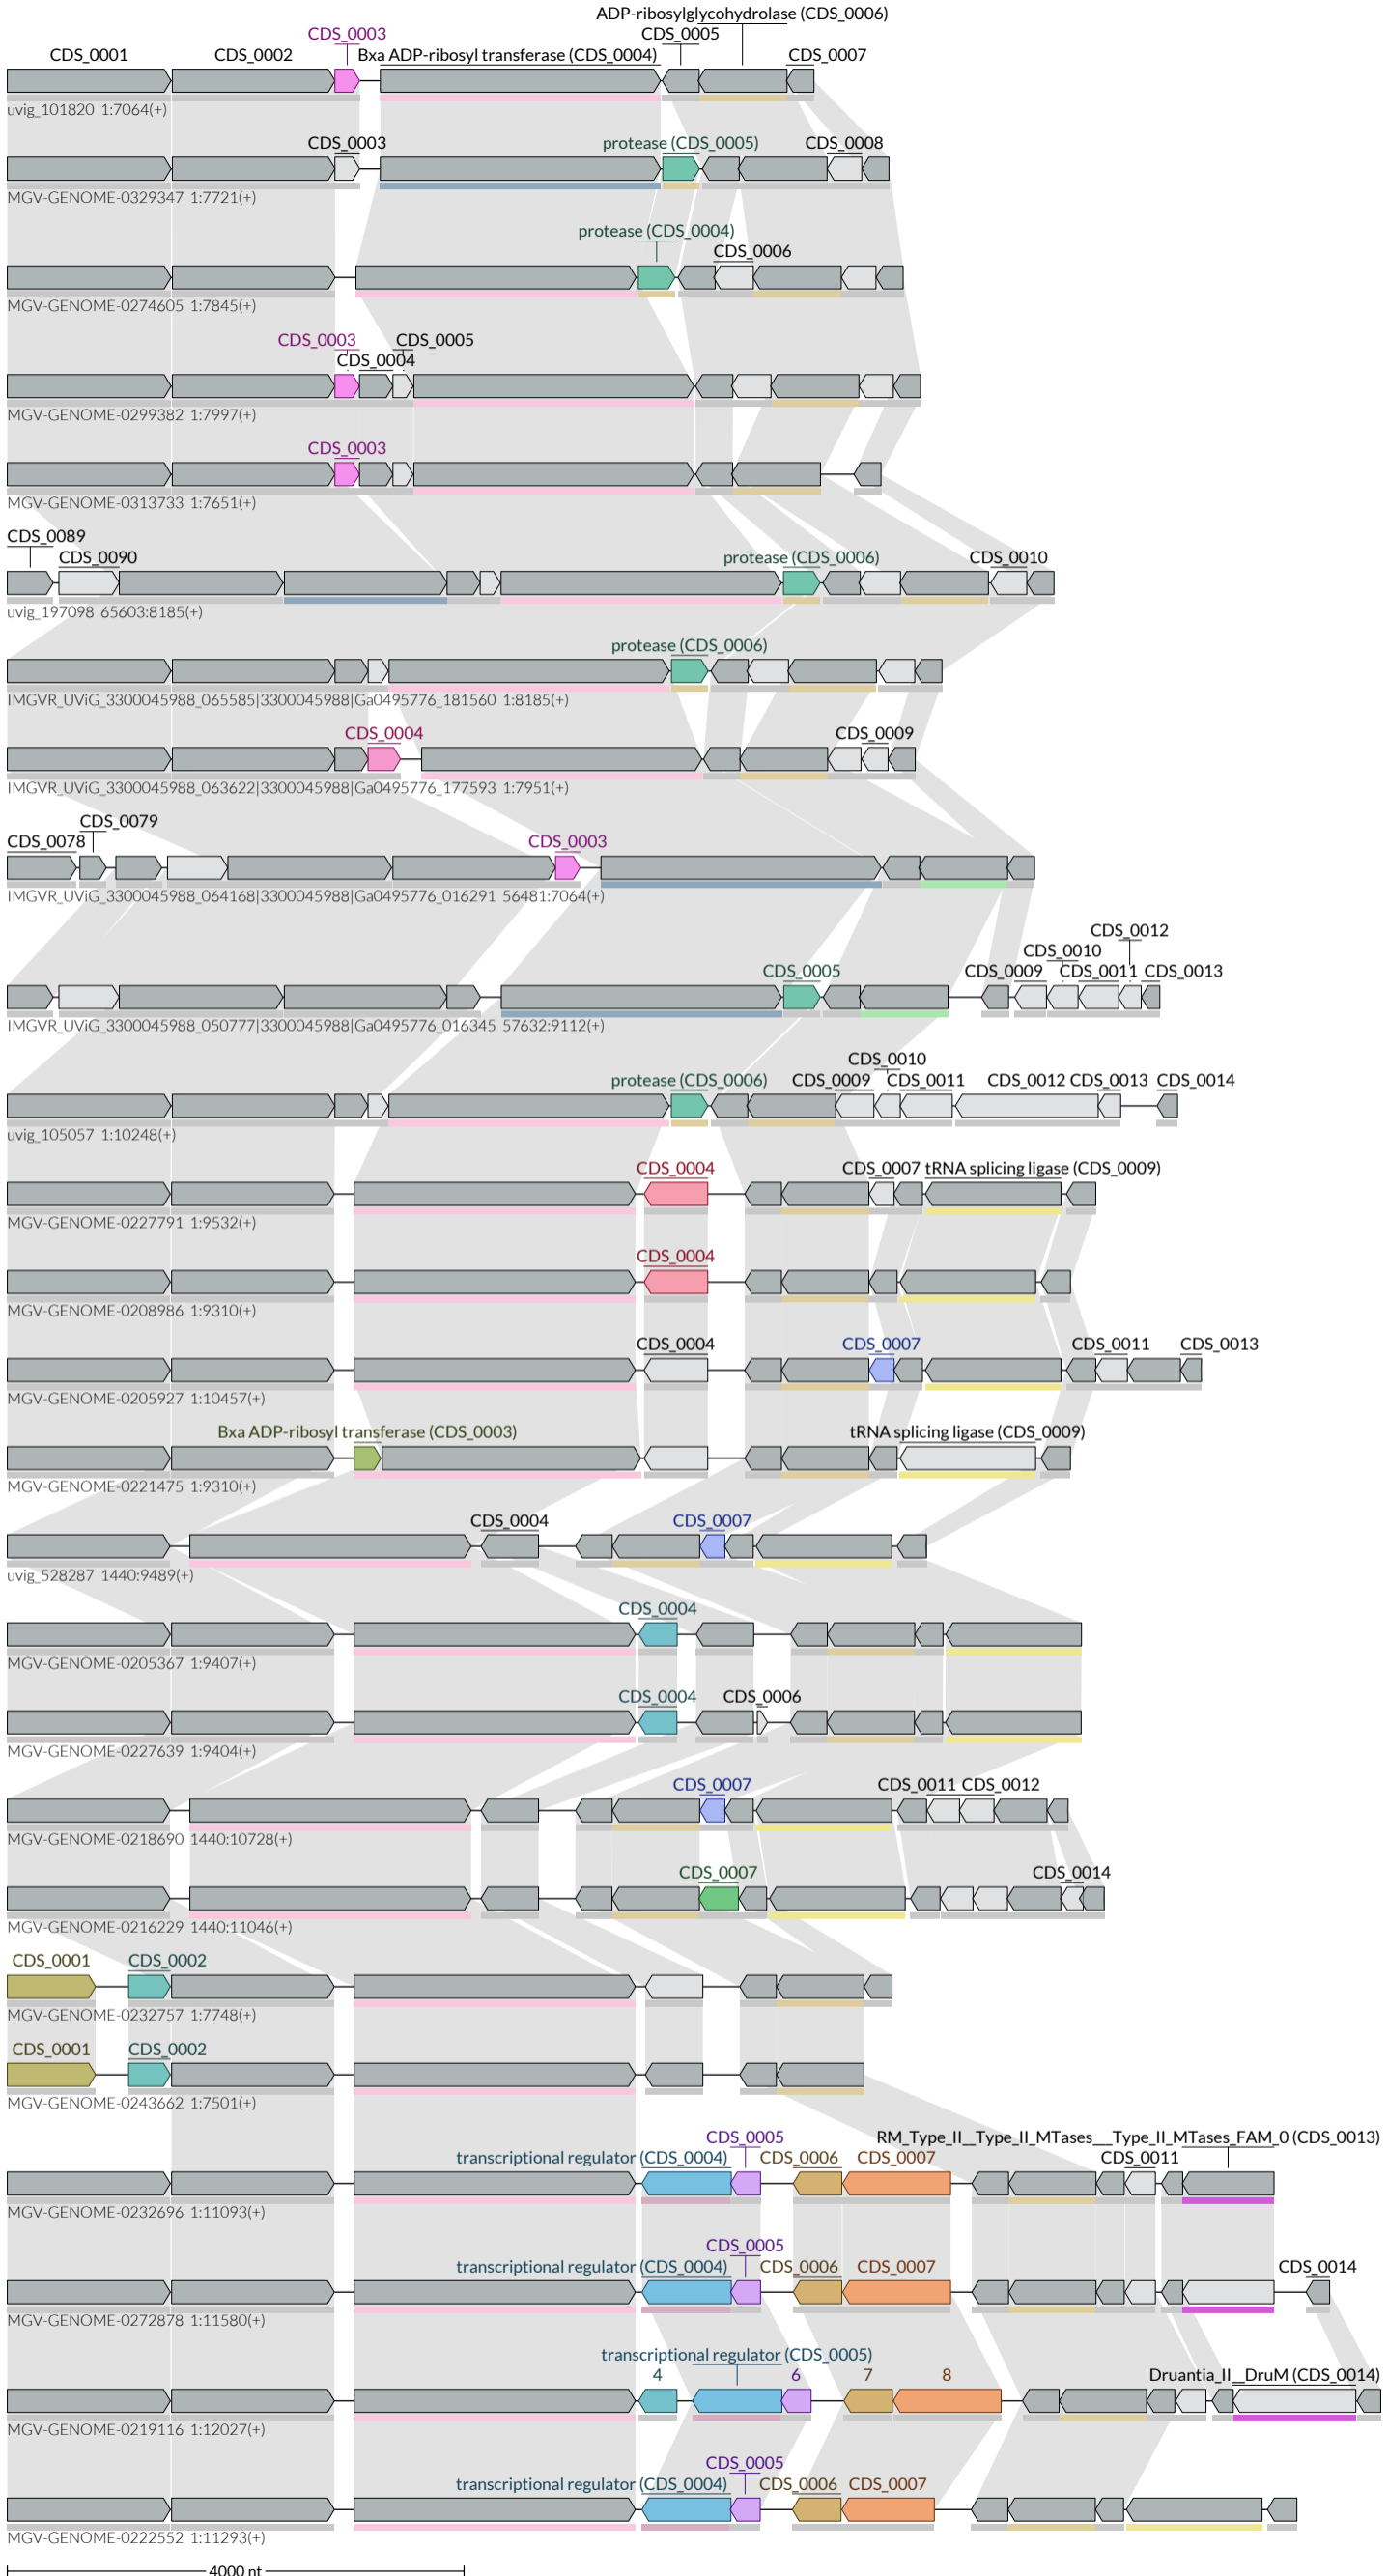 ADP-ribosylglycohydrolase (CDS_0006)
CDS_0003 CDS_0005
CDS_0001 CDS_0002 Bxa ADP-ribosyl transferase (CDS_0004) CDS_0007
uvig_101820 1:7064(+)
CDS_0003 protease (CDS_0005) CDS_0008
MGV-GENOME-0329347 1:7721(+)
protease (CDS_0004)
CDS_0006
MGV-GENOME-0274605 1:7845(+)
CDS_0003 CDS_0005
CDS_0004
MGV-GENOME-0299382 1:7997(+)
CDS_0003
MGV-GENOME-0313733 1:7651(+)
CDS_0089
CDS_0090 protease (CDS_0006) CDS_0010
uvig_197098 65603:8185(+)
protease (CDS_0006)
IMGVR_UViG_3300045988_065585|3300045988|Ga0495776_181560 1:8185(+)
CDS_0004 CDS_0009
IMGVR_UViG_3300045988_063622|3300045988|Ga0495776_177593 1:7951(+)
CDS_0079
CDS_0078 CDS_0003
IMGVR_UViG_3300045988_064168|3300045988|Ga0495776_016291 56481:7064(+)
CDS_0012
CDS_0010
CDS_0005 CDS_0009 CDS_0011 CDS_0013
IMGVR_UViG_3300045988_050777|3300045988|Ga0495776_016345 57632:9112(+)
CDS_0010
protease (CDS_0006) CDS_0009 CDS_0011 CDS_0012 CDS_0013 CDS_0014
uvig_105057 1:10248(+)
CDS_0004 CDS_0007 tRNA splicing ligase (CDS_0009)
MGV-GENOME-0227791 1:9532(+)
CDS_0004
MGV-GENOME-0208986 1:9310(+)
CDS_0004 CDS_0007 CDS_0011 CDS_0013
MGV-GENOME-0205927 1:10457(+)
Bxa ADP-ribosyl transferase (CDS_0003) tRNA splicing ligase (CDS_0009)
MGV-GENOME-0221475 1:9310(+)
CDS_0004 CDS_0007
uvig_528287 1440:9489(+)
CDS_0004
MGV-GENOME-0205367 1:9407(+)
CDS_0004 CDS_0006
MGV-GENOME-0227639 1:9404(+)
CDS_0007 CDS_0011 CDS_0012
MGV-GENOME-0218690 1440:10728(+)
CDS_0007 CDS_0014
MGV-GENOME-0216229 1440:11046(+)
CDS_0001 CDS_0002
MGV-GENOME-0232757 1:7748(+)
CDS_0001 CDS_0002
MGV-GENOME-0243662 1:7501(+)
CDS_0005 RM_Type_II__Type_II_MTases__Type_II_MTases_FAM_0 (CDS_0013)
transcriptional regulator (CDS_0004) CDS_0006 CDS_0007 CDS_0011
MGV-GENOME-0232696 1:11093(+)
CDS_0005
transcriptional regulator (CDS_0004) CDS_0006 CDS_0007 CDS_0014
MGV-GENOME-0272878 1:11580(+)
transcriptional regulator (CDS_0005)
4 6 7 8 Druantia_II__DruM (CDS_0014)
MGV-GENOME-0219116 1:12027(+)
CDS_0005
transcriptional regulator (CDS_0004) CDS_0006 CDS_0007
MGV-GENOME-0222552 1:11293(+)
4000 nt